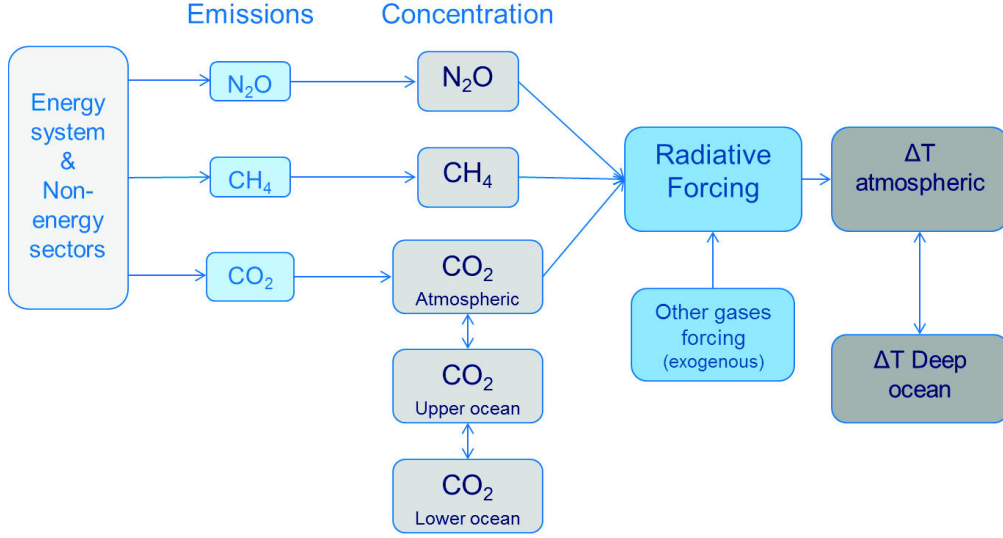 Emissions
Concentration
Energy
system
&
Non-
energy
sectors
N₂O
CH₄
CO₂
N₂O
CH₄
CO₂
Atmospheric
CO₂
Upper ocean
CO₂
Lower ocean
Radiative
Forcing
Other gases
forcing
(exogenous)
ΔT
atmospheric
ΔT Deep
ocean